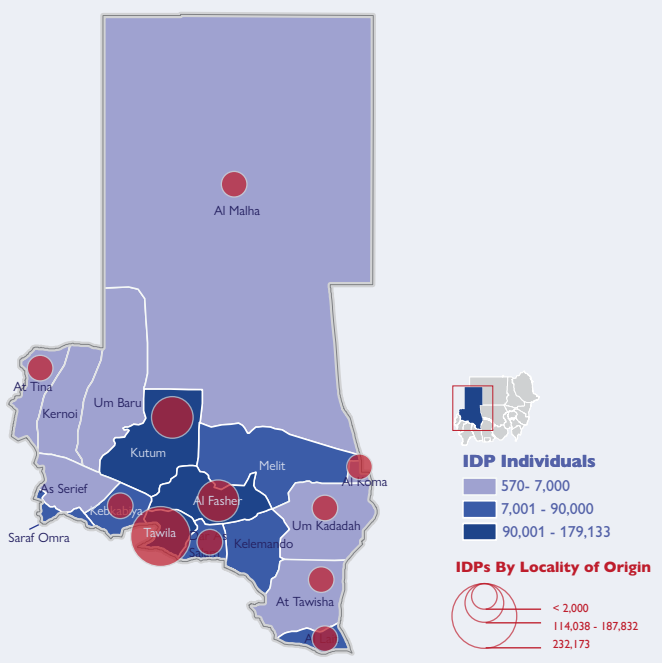 Al Malha
At Tina
Um Baru
Kernoi
Kutum
Melit
Al Koma
As Serief
Kebkabiya
Al Fasher
Um Kadadah
Saraf Omra
Tawila
Kelemando
At Tawisha
IDP Individuals
570- 7,000
7,001 - 90,000
90,001 - 179,133
IDPs By Locality of Origin
< 2,000
114,038 - 187,832
232,173